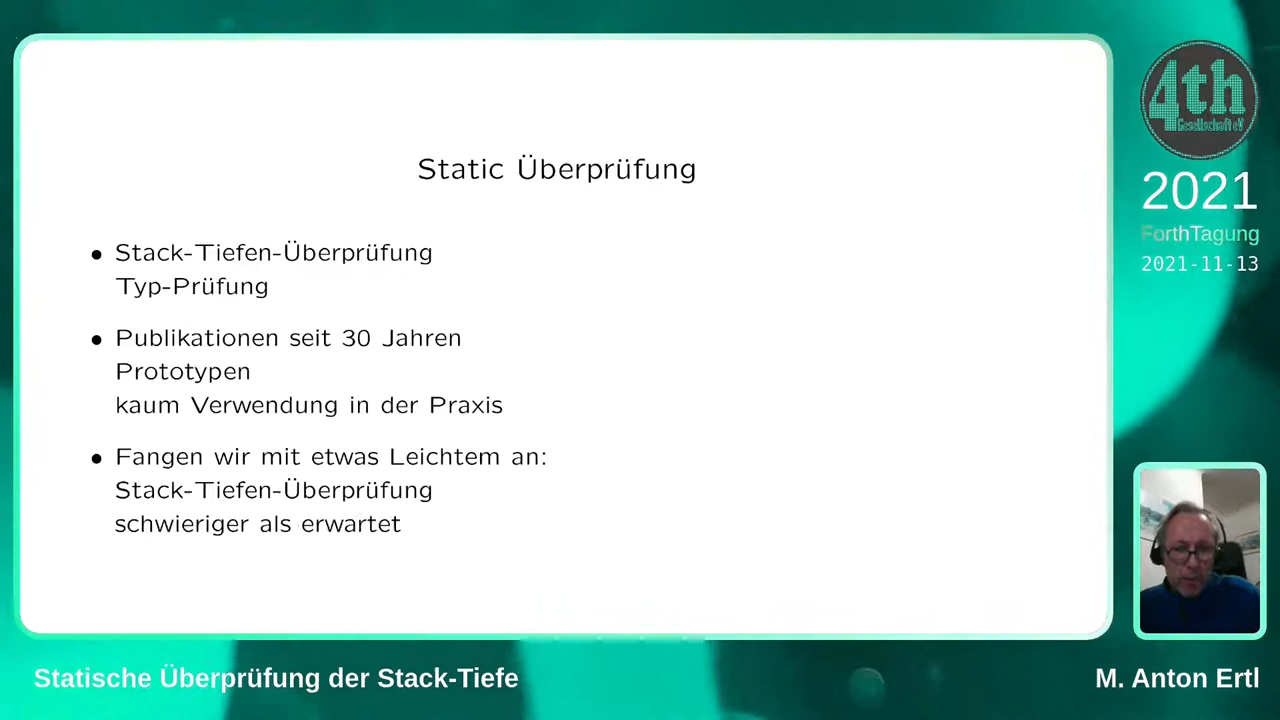 Static Überprüfung
• Stack-Tiefen-Überprüfung
Typ-Prüfung
• Publikationen seit 30 Jahren
Prototypen
kaum Verwendung in der Praxis
• Fangen wir mit etwas Leichtem an:
Stack-Tiefen-Überprüfung
schwieriger als erwartet
4th
Gesellschaft eV
2021
ForthTagung
2021-11-13
Statische Überprüfung der Stack-Tiefe
M. Anton Ertl